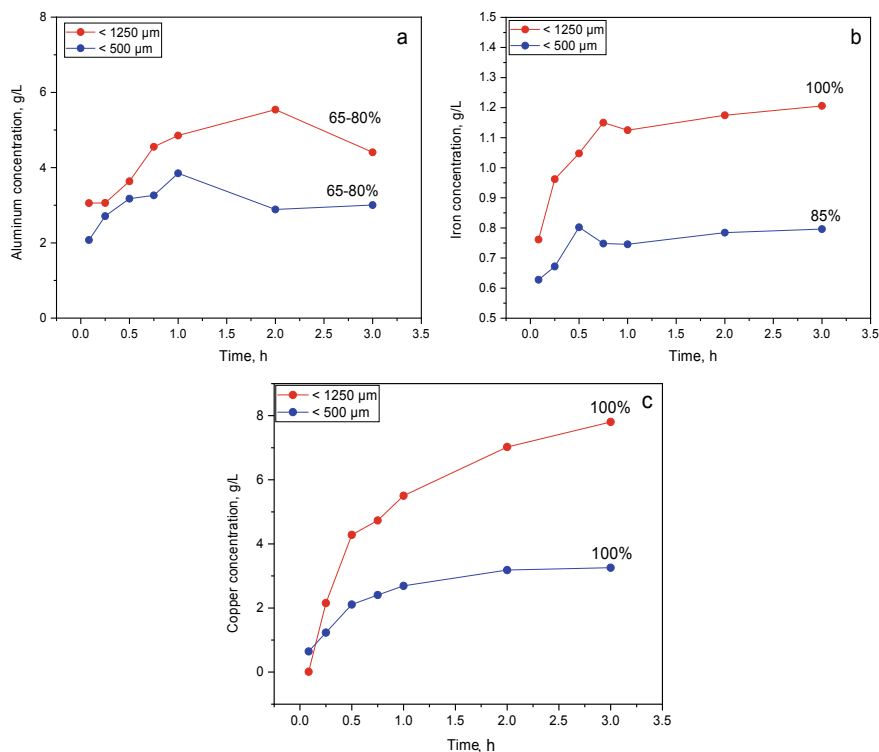 a
< 1250 µm
< 500 µm
65-80%
65-80%
Aluminum concentration, g/L
8
6
4
2
0
0.0 0.5 1.0 1.5 2.0 2.5 3.0 3.5
Time, h
b
< 1250 µm
< 500 µm
100%
85%
Iron concentration, g/L
1.5
1.4
1.3
1.2
1.1
1.0
0.9
0.8
0.7
0.6
0.5
0.0 0.5 1.0 1.5 2.0 2.5 3.0 3.5
Time, h
c
< 1250 µm
< 500 µm
100%
100%
Copper concentration, g/L
8
6
4
2
0
0.0 0.5 1.0 1.5 2.0 2.5 3.0 3.5
Time, h